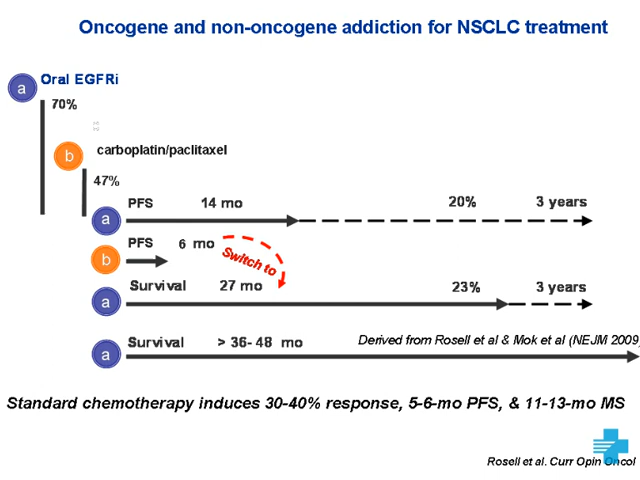 Oncogene and non-oncogene addiction for NSCLC treatment
a Oral EGFRi
70%
b carboplatin/paclitaxel
47%
a PFS 14 mo 20% 3 years
b PFS 6 mo
Switch to
a Survival 27 mo 23% 3 years
a Survival > 36- 48 mo Derived from Rosell et al & Mok et al (NEJM 2009)
Standard chemotherapy induces 30-40% response, 5-6-mo PFS, & 11-13-mo MS
Rosell et al. Curr Opin Oncol